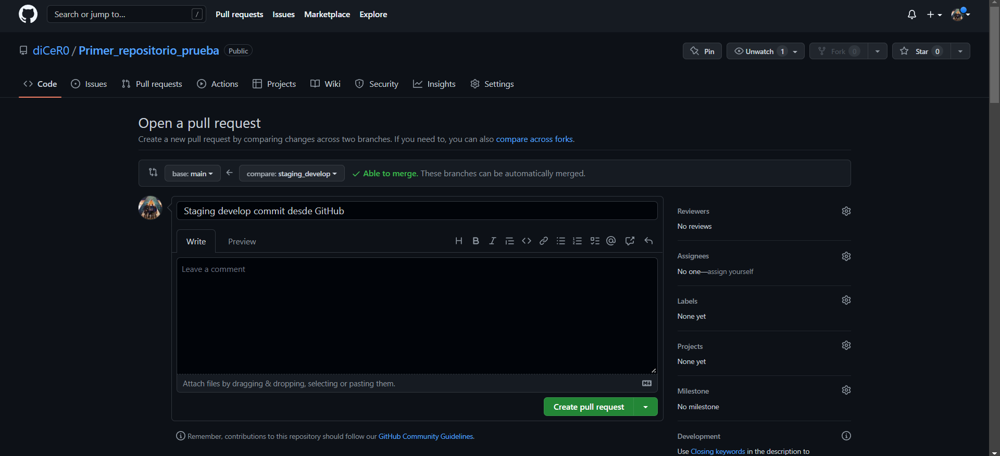 Search or jump to... /
Pull requests Issues Marketplace Explore
diCeR0 / Primer_repositorio_prueba Public
Pin Unwatch 1 Fork 0 Star 0
Code Issues Pull requests Actions Projects Wiki Security Insights Settings
Open a pull request
Create a new pull request by comparing changes across two branches. If you need to, you can also compare across forks.
base: main compare: staging_develop Able to merge. These branches can be automatically merged.
Staging develop commit desde GitHub
Write Preview
Leave a comment
Attach files by dragging & dropping, selecting or pasting them.
Create pull request
Remember, contributions to this repository should follow our GitHub Community Guidelines.
Reviewers
No reviews
Assignees
No one—assign yourself
Labels
None yet
Projects
None yet
Milestone
No milestone
Development
Use Closing keywords in the description to